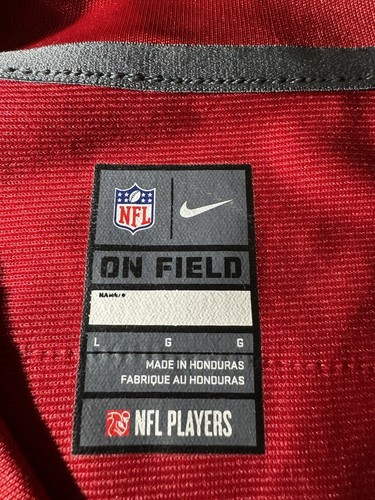 NFL
ON FIELD
L G G
MADE IN HONDURAS
FABRIQUE AU HONDURAS
NFL PLAYERS